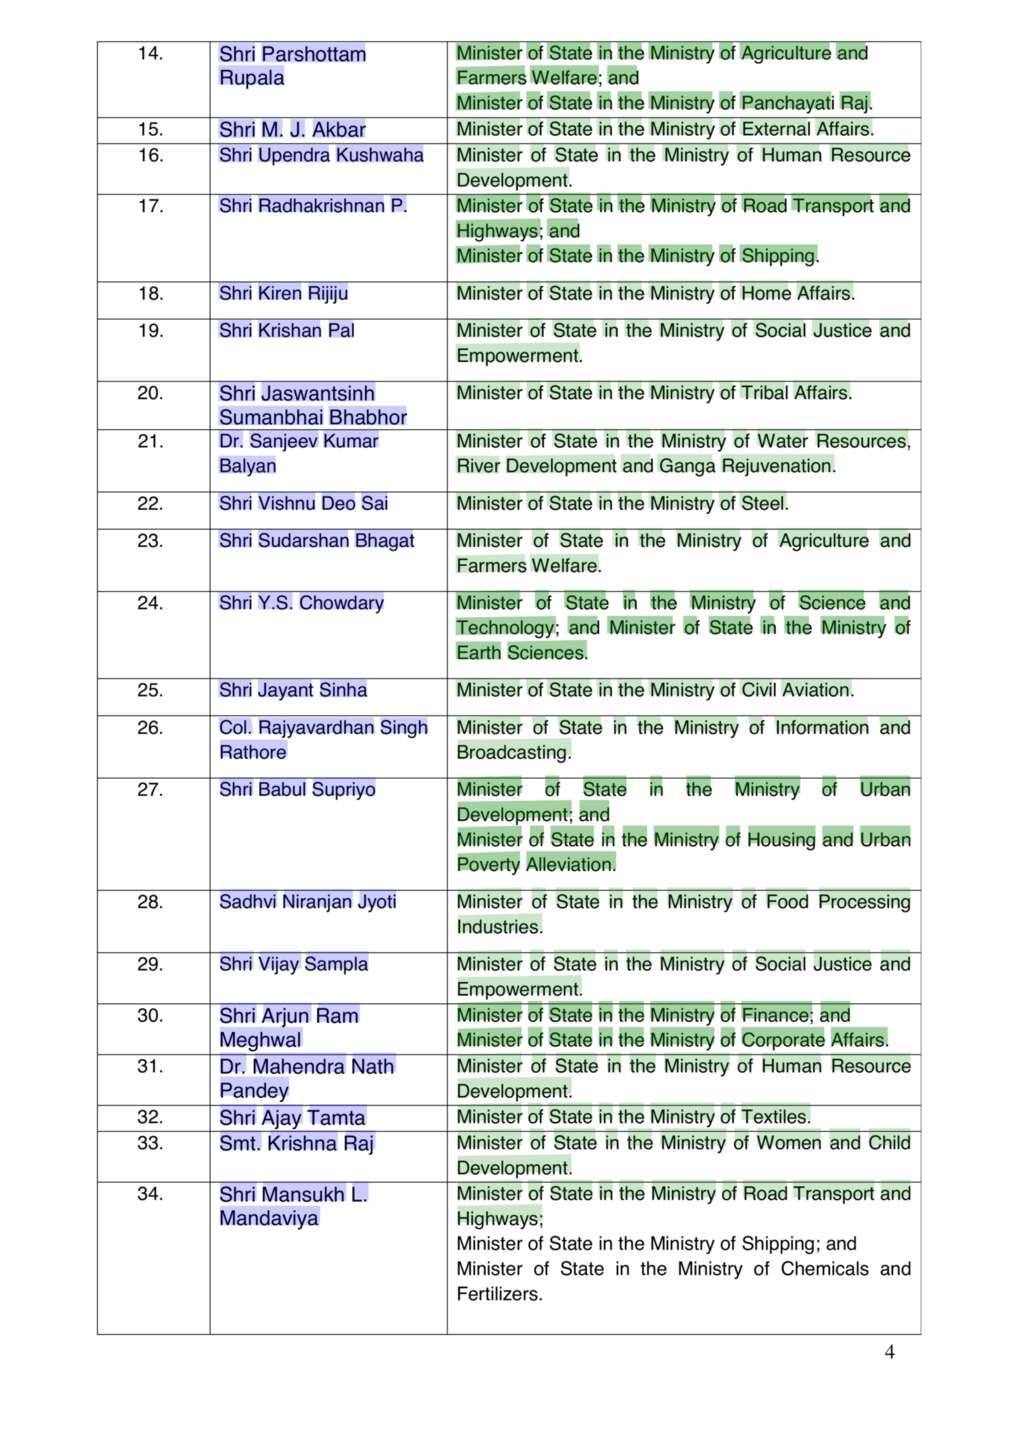 14. Shri Parshottam Minister of State in the Ministry of Agriculture and
Rupala Farmers Welfare; and
Minister of State in the Ministry of Panchayati Raj.
15. Shri M. J. Akbar Minister of State in the Ministry of External Affairs.
16. Shri Upendra Kushwaha Minister of State in the Ministry of Human Resource
Development.
17. Shri Radhakrishnan P. Minister of State in the Ministry of Road Transport and
Highways; and
Minister of State in the Ministry of Shipping.
18. Shri Kiren Rijiju Minister of State in the Ministry of Home Affairs.
19. Shri Krishan Pal Minister of State in the Ministry of Social Justice and
Empowerment.
20. Shri Jaswantsinh Minister of State in the Ministry of Tribal Affairs.
Sumanbhai Bhabhor
21. Dr. Sanjeev Kumar Minister of State in the Ministry of Water Resources,
Balyan River Development and Ganga Rejuvenation.
22. Shri Vishnu Deo Sai Minister of State in the Ministry of Steel.
23. Shri Sudarshan Bhagat Minister of State in the Ministry of Agriculture and
Farmers Welfare.
24. Shri Y.S. Chowdary Minister of State in the Ministry of Science and
Technology; and Minister of State in the Ministry of
Earth Sciences.
25. Shri Jayant Sinha Minister of State in the Ministry of Civil Aviation.
26. Col. Rajyavardhan Singh Minister of State in the Ministry of Information and
Rathore Broadcasting.
27. Shri Babul Supriyo Minister of State in the Ministry of Urban
Development; and
Minister of State in the Ministry of Housing and Urban
Poverty Alleviation.
28. Sadhvi Niranjan Jyoti Minister of State in the Ministry of Food Processing
Industries.
29. Shri Vijay Sampla Minister of State in the Ministry of Social Justice and
Empowerment.
30. Shri Arjun Ram Minister of State in the Ministry of Finance; and
Meghwal Minister of State in the Ministry of Corporate Affairs.
31. Dr. Mahendra Nath Minister of State in the Ministry of Human Resource
Pandey Development.
32. Shri Ajay Tamta Minister of State in the Ministry of Textiles.
33. Smt. Krishna Raj Minister of State in the Ministry of Women and Child
Development.
34. Shri Mansukh L. Minister of State in the Ministry of Road Transport and
Mandaviya Highways;
Minister of State in the Ministry of Shipping; and
Minister of State in the Ministry of Chemicals and
Fertilizers.
4